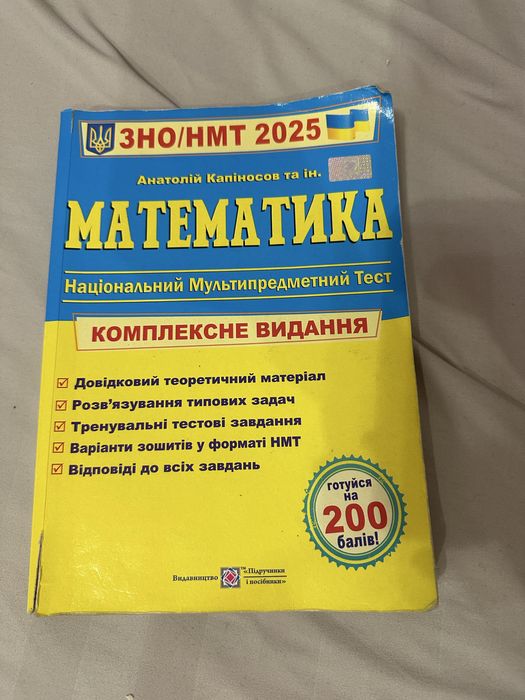 ЗНО/НМТ 2025
Анатолій Капіносов та ін.
МАТЕМАТИКА
Національний Мультипредметний Тест
КОМПЛЕКСНЕ ВИДАННЯ
Довідковий теоретичний матеріал
Розв'язування типових задач
Тренувальні тестові завдання
Варіанти зошитів у форматі НМТ
Відповіді до всіх завдань
готуйся
на
200
балів!
Видавництво ™ «Підручники
і посібники»